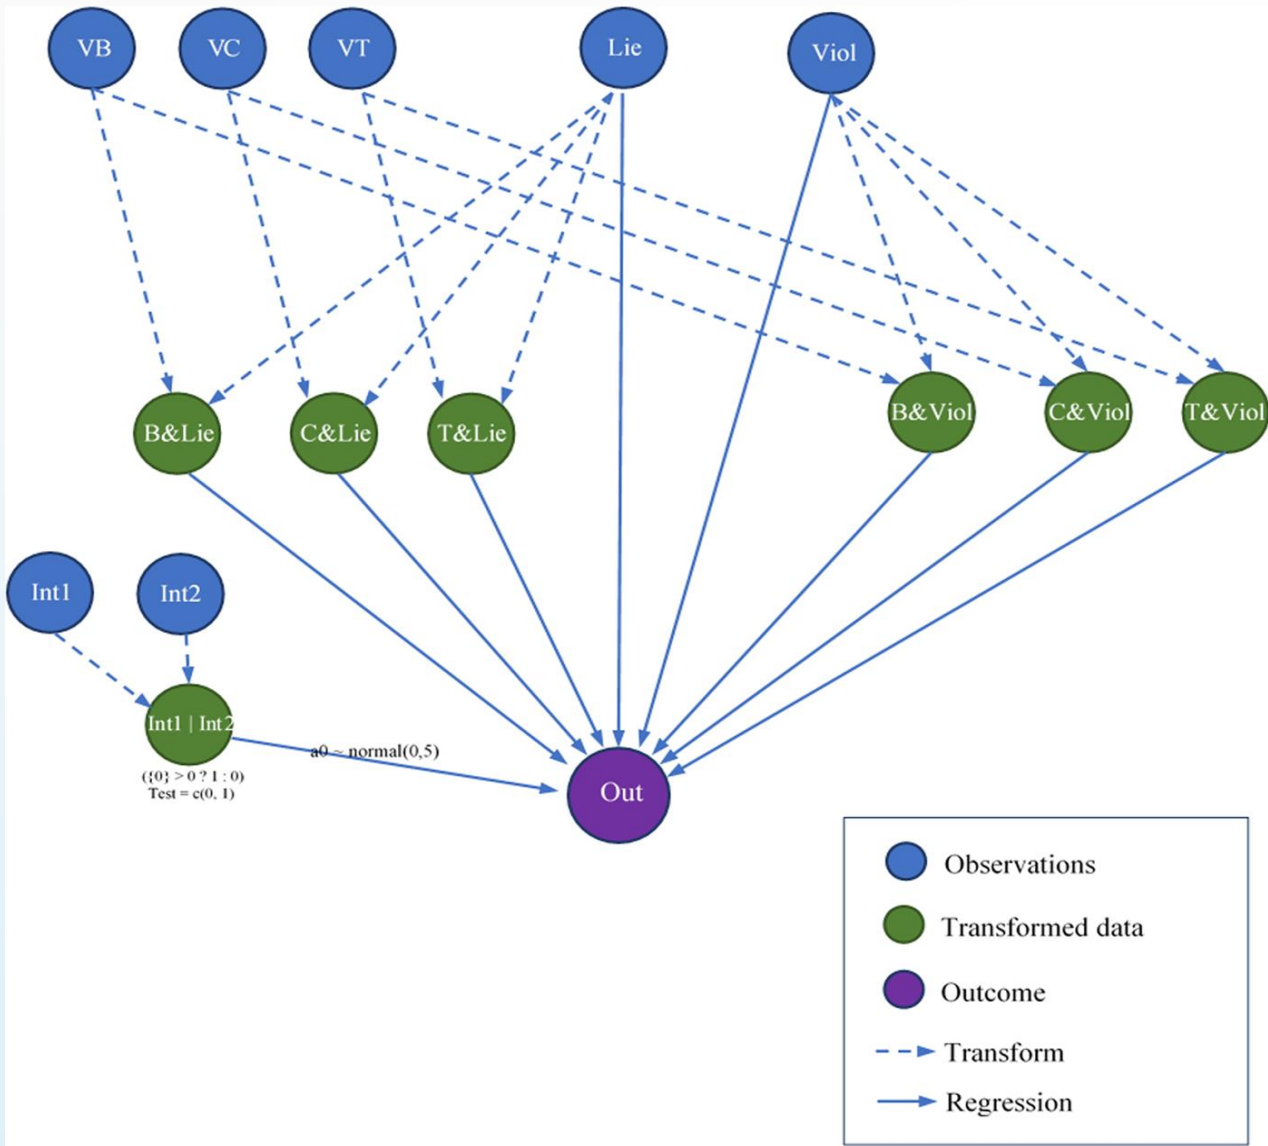 VB
VC
VT
Lie
Viol
B&Lie
C&Lie
T&Lie
B&Viol
C&Viol
T&Viol
Int1
Int2
Int1 | Int2
({0} > 0 ? 1 : 0)
Test = c(0, 1)
a0 ~ normal(0,5)
Out
Observations
Transformed data
Outcome
Transform
Regression